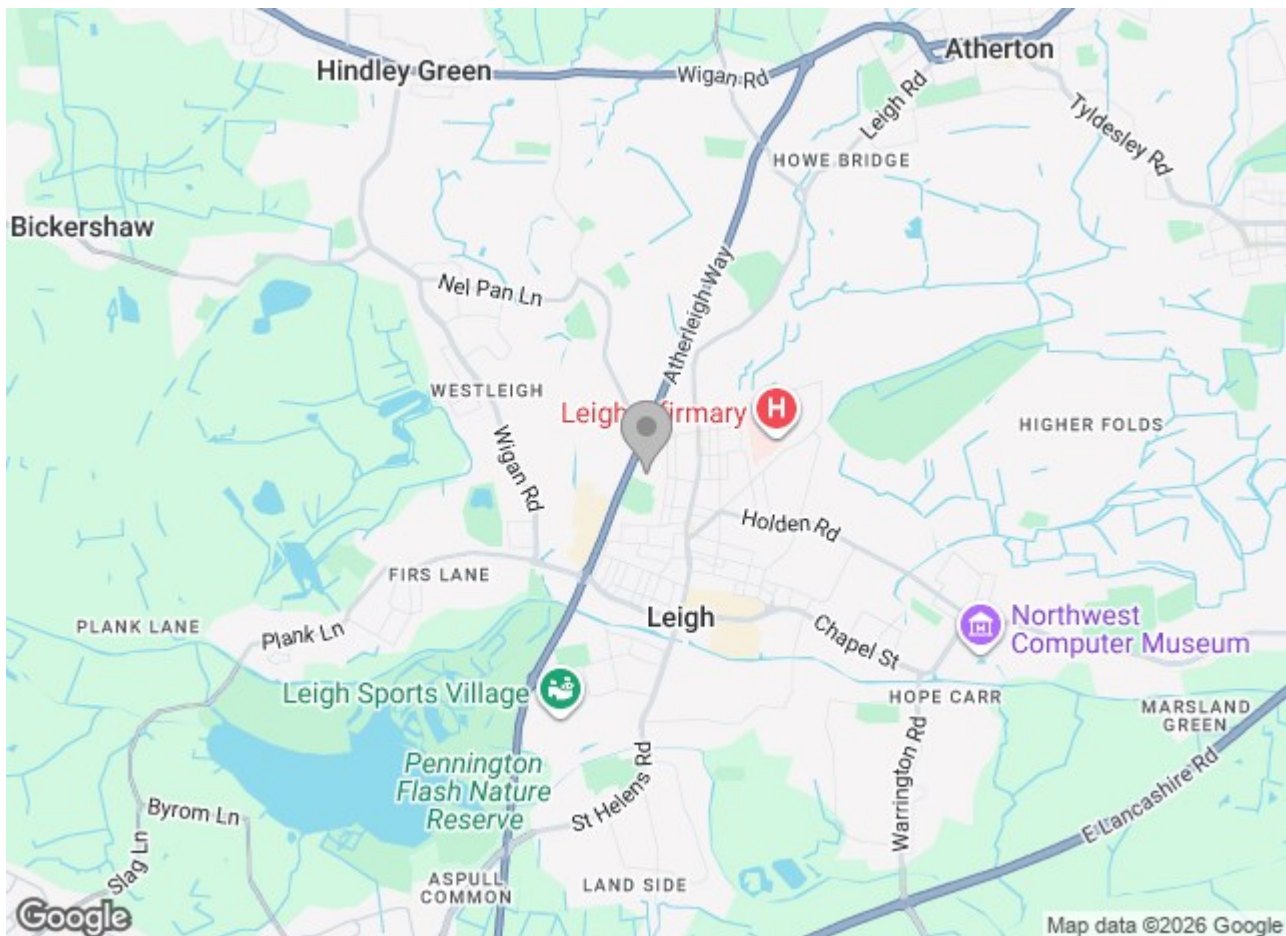 Atherton
Hindley Green
Wigan Rd
Leigh Rd
Tyldesley Rd
HOWE BRIDGE
Bickershaw
Nel Pan Ln
Atherleigh Way
WESTLEIGH
Leigh
firmary
H
HIGHER FOLDS
Wigan Rd
Holden Rd
FIRS LANE
PLANK LANE
Plank Ln
Leigh
Chapel St
Northwest
Computer Museum
Leigh Sports Village
HOPE CARR
MARSLAND
GREEN
Pennington
Flash Nature
Reserve
St Helens Rd
Warrington Rd
E Lancashire Rd
Byrom Ln
Slag Ln
ASPULL
COMMON
LAND SIDE
Google
Map data ©2026 Google